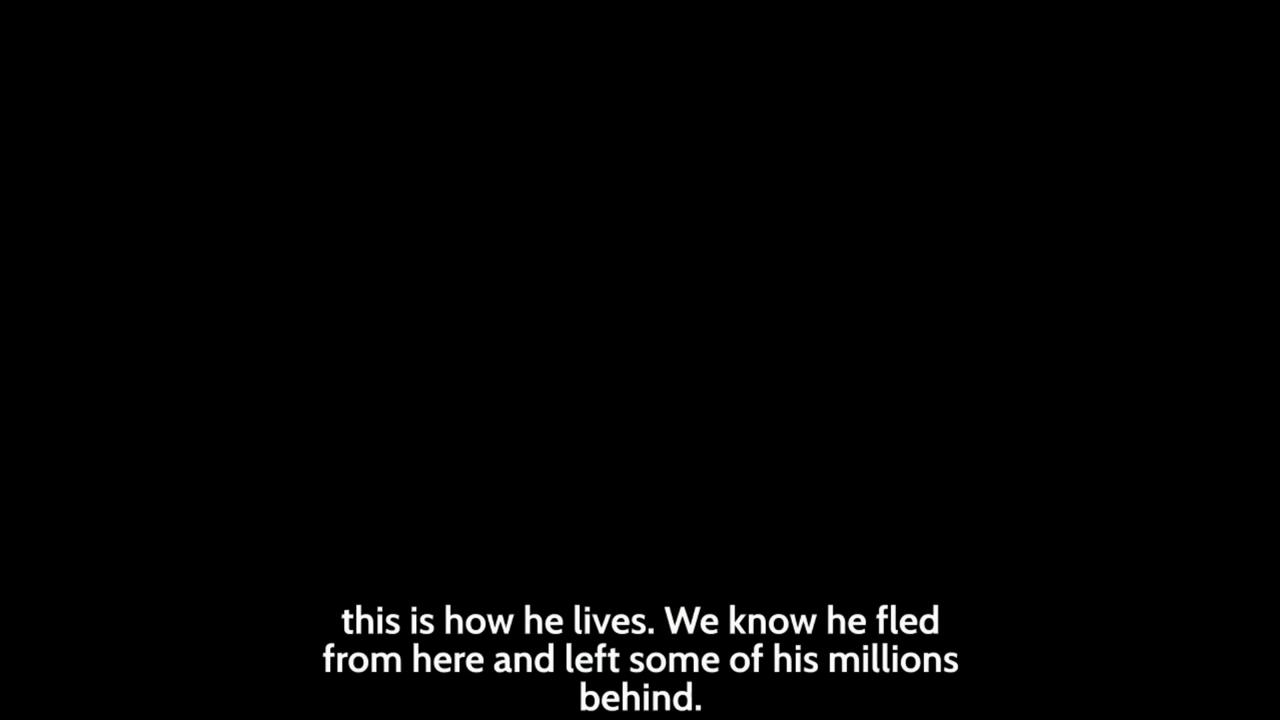 this is how he lives. We know he fled
from here and left some of his millions
behind.